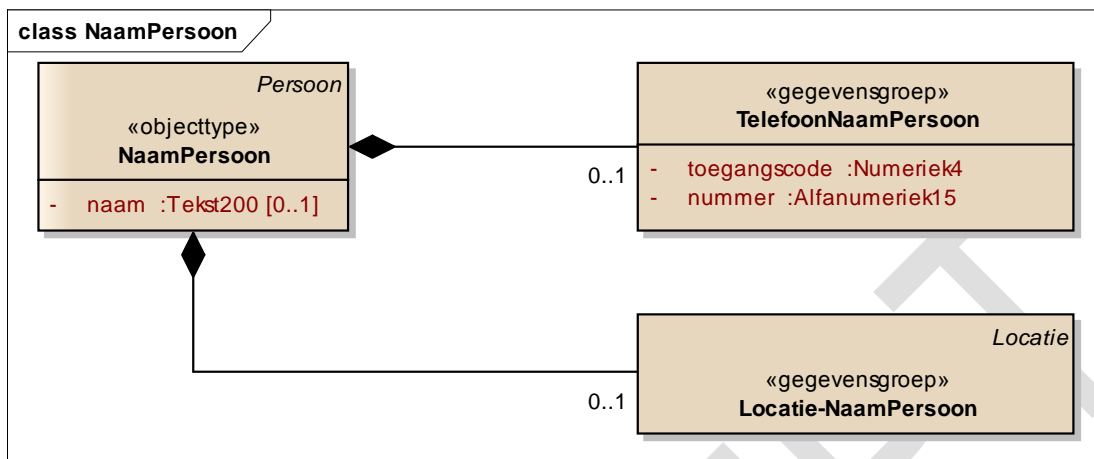 class NaamPersoon
Persoon
«objecttype»
NaamPersoon
- naam :Tekst200 [0..1]
«gegevensgroep»
TelefoonNaamPersoon
- toegangscode :Numeriek4
- nummer :Alfanumeriek15
0..1
Locatie
«gegevensgroep»
Locatie-NaamPersoon
0..1